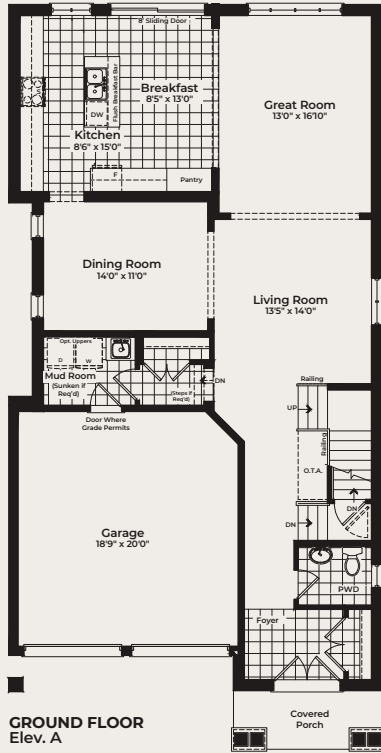 8' Sliding Door
Flush Breakfast Bar
DW
Breakfast
8'5" x 13'0"
Great Room
13'0" x 16'10"
Kitchen
8'6" x 15'0"
F
Pantry
Dining Room
14'0" x 11'0"
Living Room
13'5" x 14'0"
Opt. Uppers
D
W
Mud Room
(Sunken if
Req'd)
(Steps if
Req'd)
DN
Door Where
Grade Permits
Railing
UP
Railing
O.T.A.
DN
DN
Garage
18'9" x 20'0"
PWD
Foyer
Covered
Porch
GROUND FLOOR
Elev. A